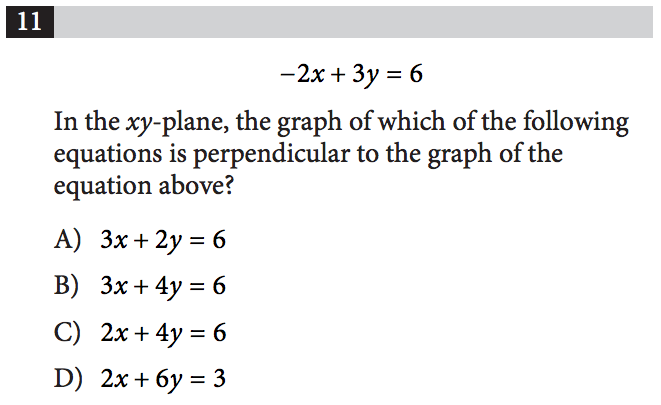 11
−2x + 3y = 6
In the xy-plane, the graph of which of the following
equations is perpendicular to the graph of the
equation above?
A) 3x + 2y = 6
B) 3x + 4y = 6
C) 2x + 4y = 6
D) 2x + 6y = 3